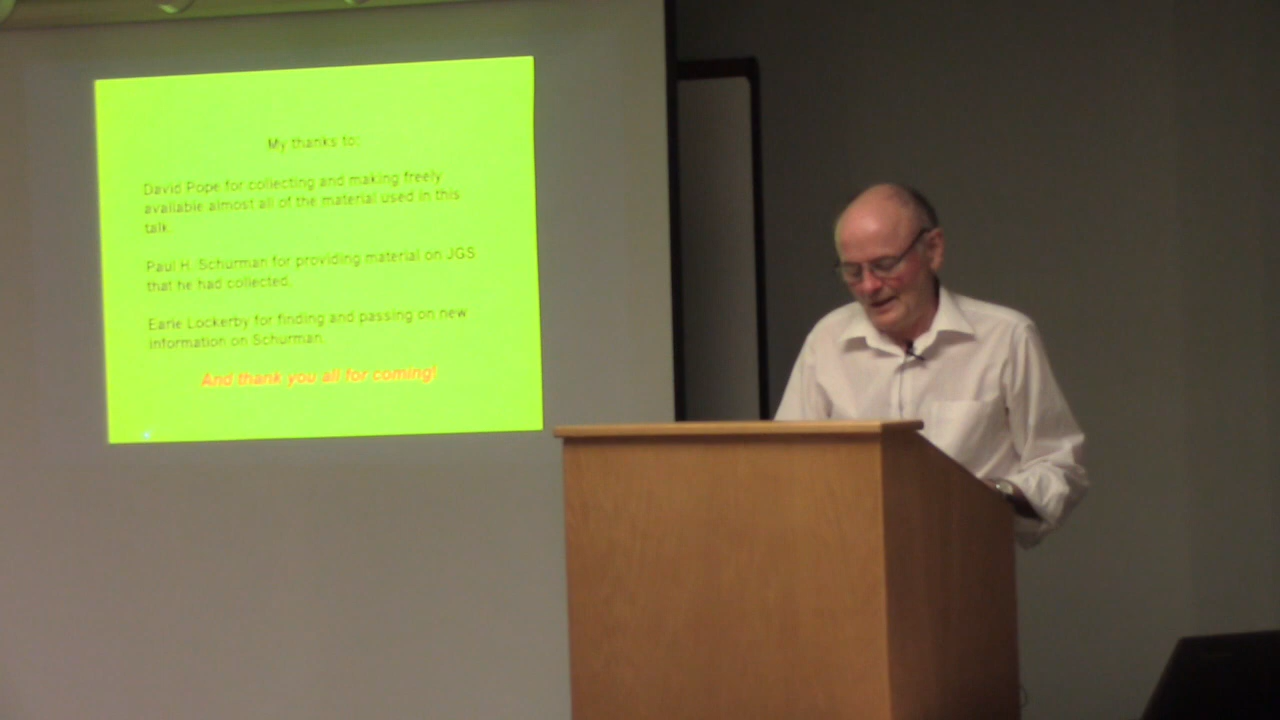 My thanks to:
David Pope for collecting and making freely
available almost all of the material used in this
talk.
Paul H. Schurman for providing material on JGS
that he had collected.
Earle Lockerby for finding and passing on new
information on Schurman.
And thank you all for coming!